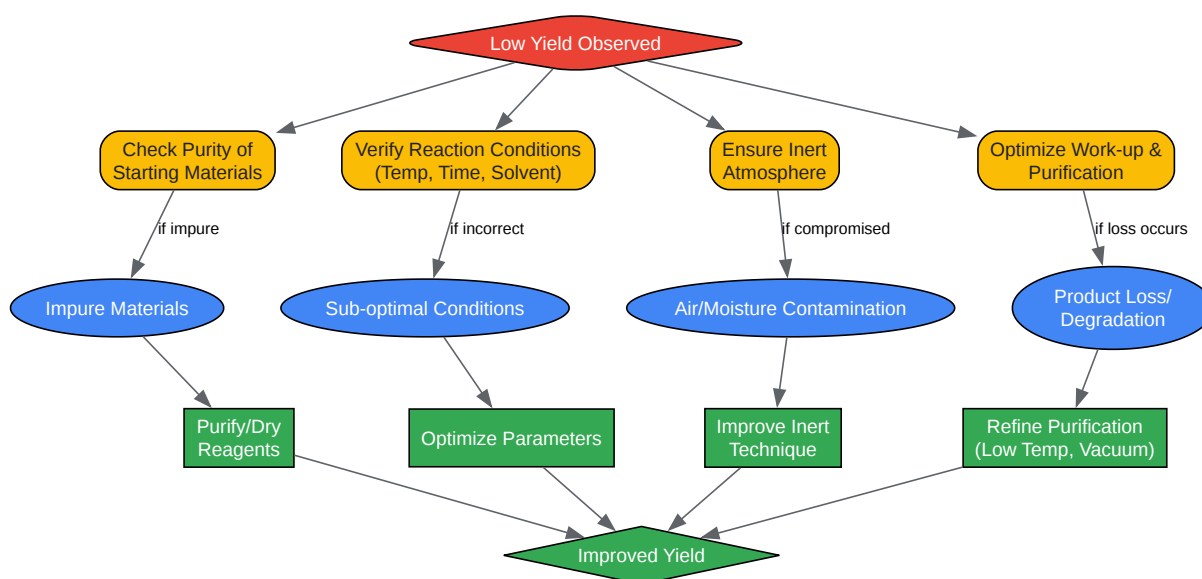 Low Yield Observed
Check Purity of
Starting Materials
Verify Reaction Conditions
(Temp, Time, Solvent)
Ensure Inert
Atmosphere
Optimize Work-up &
Purification
if impure
if incorrect
if compromised
if loss occurs
Impure Materials
Sub-optimal Conditions
Air/Moisture Contamination
Product Loss/
Degradation
Purify/Dry
Reagents
Optimize Parameters
Improve Inert
Technique
Refine Purification
(Low Temp, Vacuum)
Improved Yield